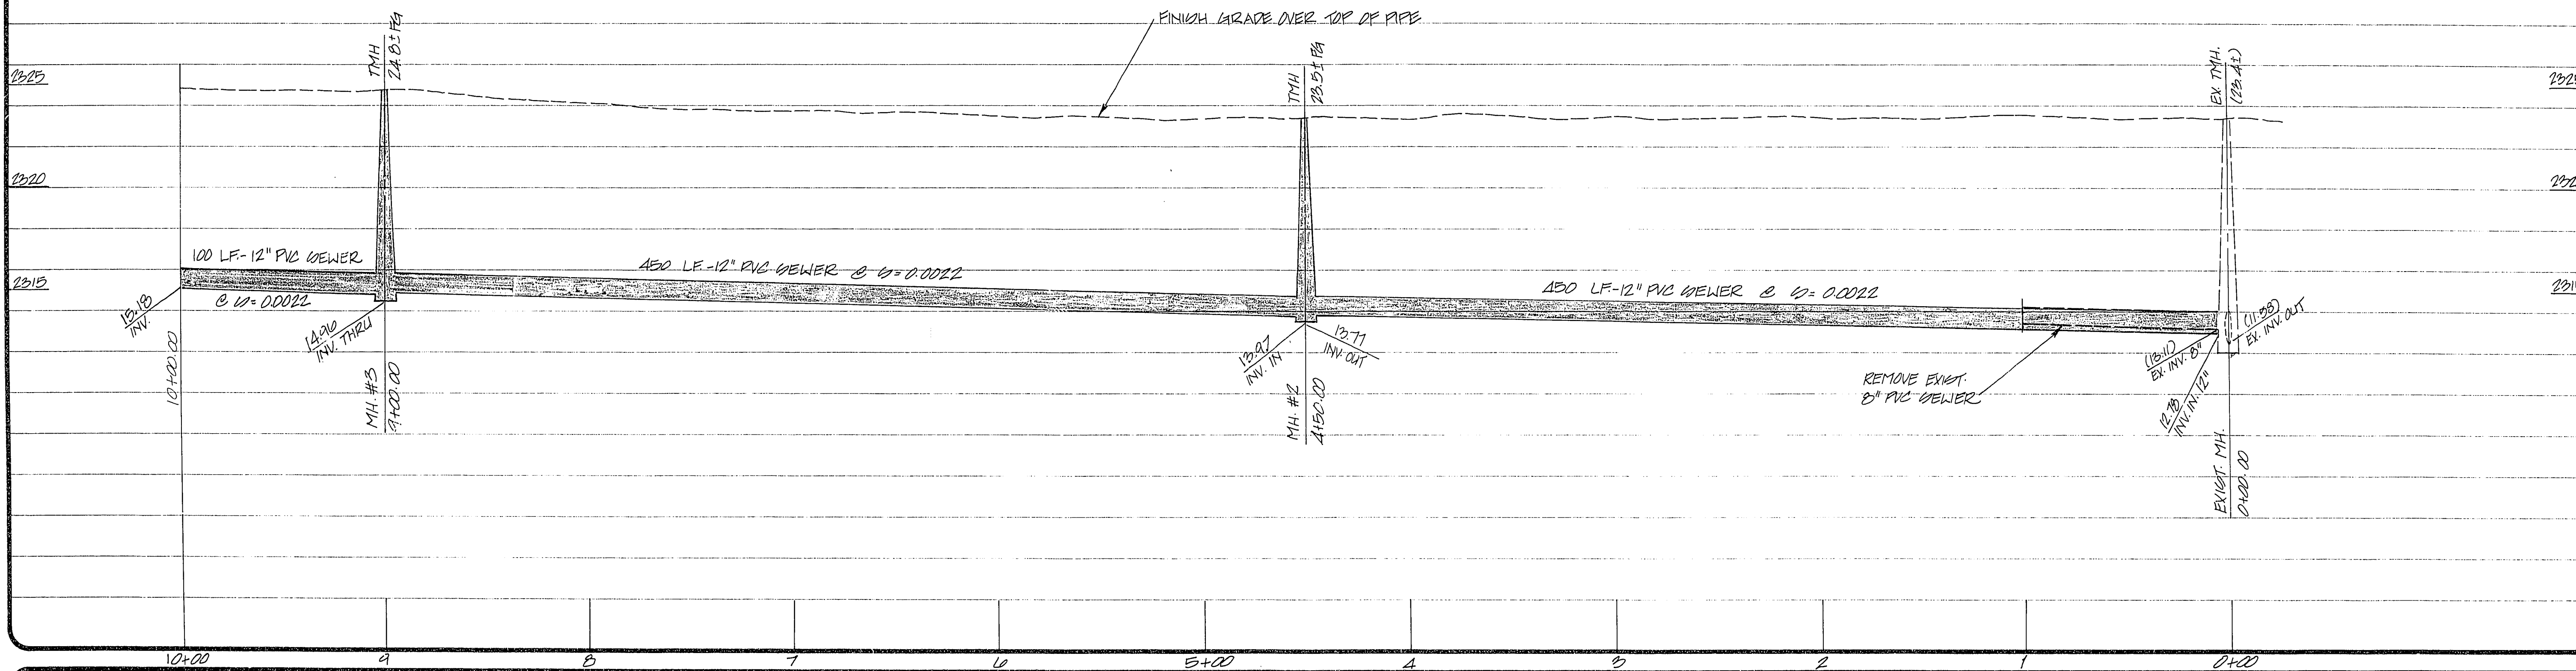 FINISH GRADE OVER TOP OF PIPE
TMH
24.8± FG
TMH
23.5± FG
EX. TMH.
(23.4±)
2325
2320
2315
100 LF.-12" PVC SEWER
@ S=0.0022
450 LF.-12" PVC SEWER @ S=0.0022
450 LF-12" PVC SEWER @ S=0.0022
15.18
INV.
10+00.00
14.96
INV. THRU
MH. #3
9+00.00
13.97
INV. IN
13.77
INV. OUT
MH. #2
4+50.00
REMOVE EXIST.
8" PVC SEWER
(13.11)
EX. INV. 8"
12.78
INV. IN. 12"
EX. INV. OUT
EXIST. MH.
0+00.00
10+00
9
8
7
6
5+00
4
3
2
1
0+00